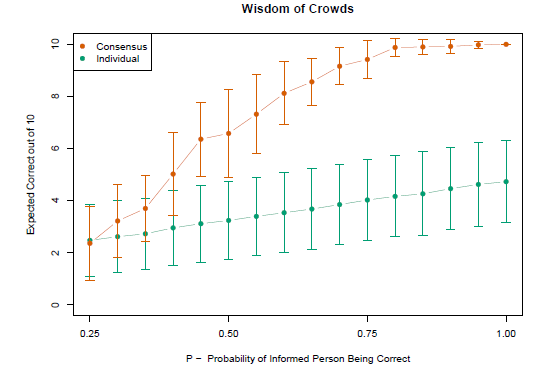 Wisdom of Crowds
Consensus
Individual
10
8
6
4
2
0
Expected Correct out of 10
0.25 0.50 0.75 1.00
P − Probability of Informed Person Being Correct